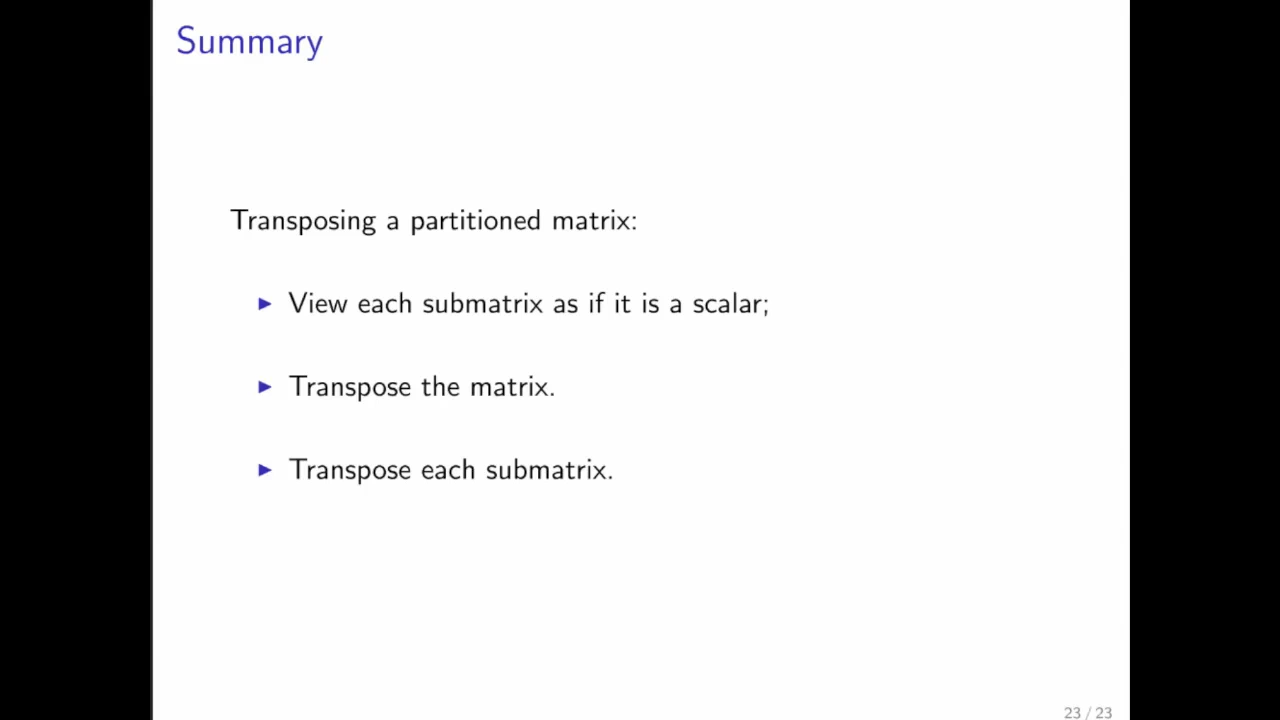 Summary
Transposing a partitioned matrix:
▶ View each submatrix as if it is a scalar;
▶ Transpose the matrix.
▶ Transpose each submatrix.
23 / 23